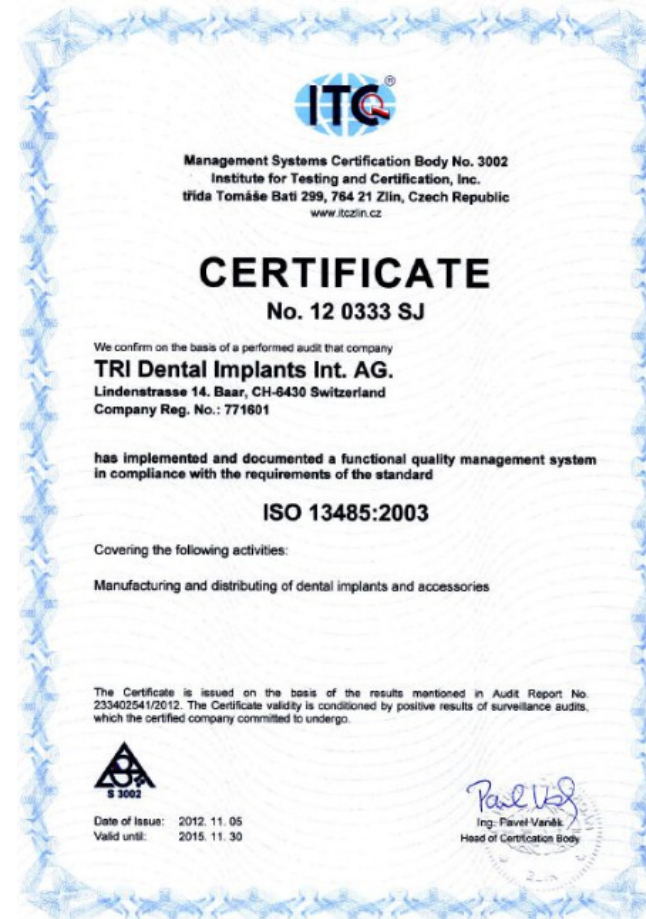 ITC
®
Management Systems Certification Body No. 3002
Institute for Testing and Certification, Inc.
třída Tomáše Bati 299, 764 21 Zlín, Czech Republic
www.itczlin.cz
CERTIFICATE
No. 12 0333 SJ
We confirm on the basis of a performed audit that company
TRI Dental Implants Int. AG.
Lindenstrasse 14. Baar, CH-6430 Switzerland
Company Reg. No.: 771601
has implemented and documented a functional quality management system
in compliance with the requirements of the standard
ISO 13485:2003
Covering the following activities:
Manufacturing and distributing of dental implants and accessories
The Certificate is issued on the basis of the results mentioned in Audit Report No.
233402541/2012. The Certificate validity is conditioned by positive results of surveillance audits,
which the certified company committed to undergo.
S 3002
Date of Issue: 2012. 11. 05
Valid until: 2015. 11. 30
Ing. Pavel Vaněk
Head of Certification Body